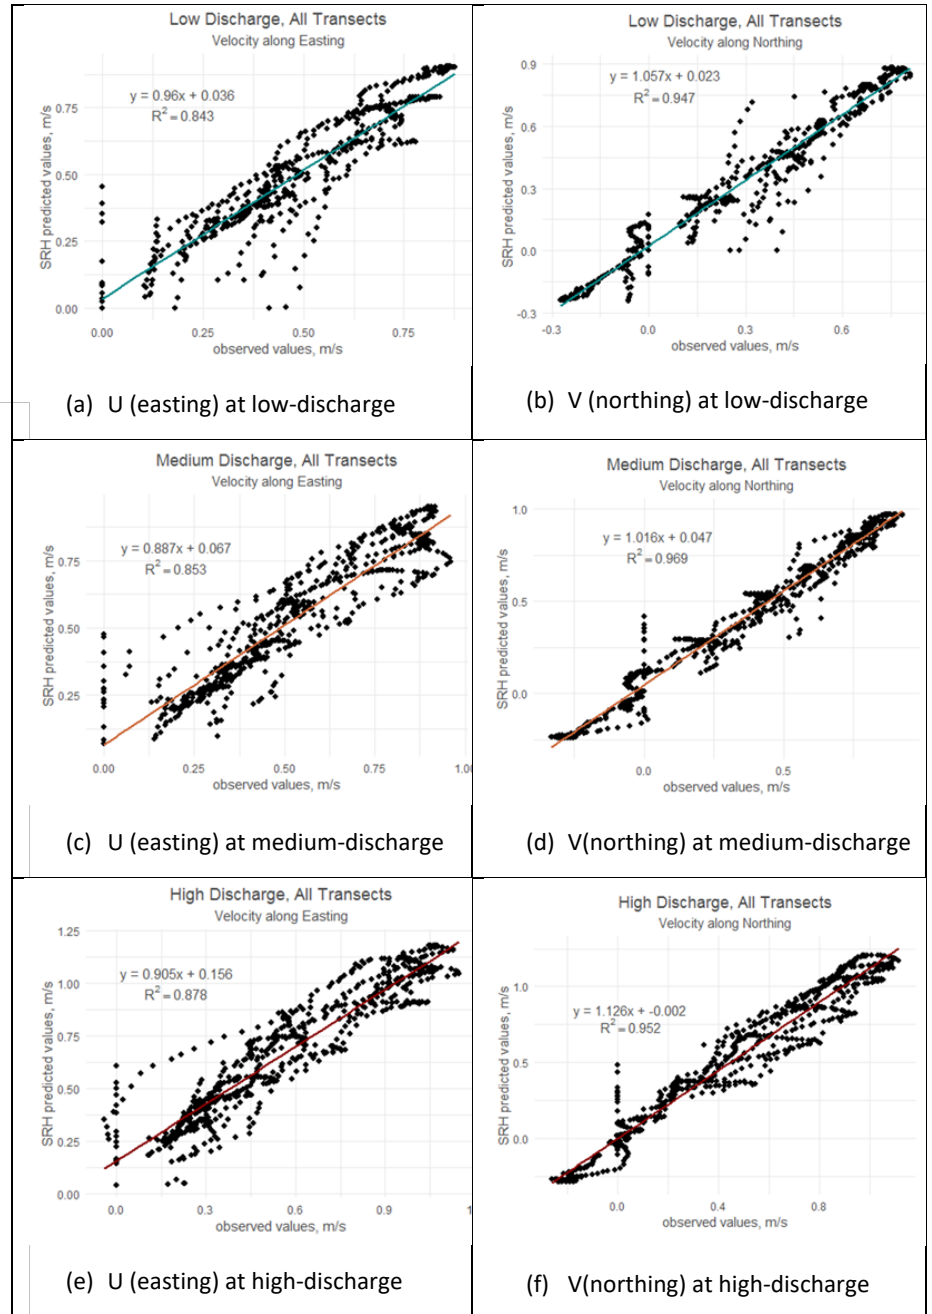 Low Discharge, All Transects
Velocity along Easting
y = 0.96x + 0.036
R² = 0.843
SRH predicted values, m/s
0.75
0.50
0.25
0.00
0.00 0.25 0.50 0.75
observed values, m/s
(a) U (easting) at low-discharge
Low Discharge, All Transects
Velocity along Northing
y = 1.057x + 0.023
R² = 0.947
SRH predicted values, m/s
0.9
0.6
0.3
0.0
-0.3
-0.3 0.0 0.3 0.6
observed values, m/s
(b) V (northing) at low-discharge
Medium Discharge, All Transects
Velocity along Easting
y = 0.887x + 0.067
R² = 0.853
SRH predicted values, m/s
0.75
0.50
0.25
0.00 0.25 0.50 0.75 1.00
observed values, m/s
(c) U (easting) at medium-discharge
Medium Discharge, All Transects
Velocity along Northing
y = 1.016x + 0.047
R² = 0.969
SRH predicted values, m/s
1.0
0.5
0.0
0.0 0.5
observed values, m/s
(d) V(northing) at medium-discharge
High Discharge, All Transects
Velocity along Easting
y = 0.905x + 0.156
R² = 0.878
SRH predicted values, m/s
1.25
1.00
0.75
0.50
0.25
0.00
0.0 0.3 0.6 0.9
observed values, m/s
(e) U (easting) at high-discharge
High Discharge, All Transects
Velocity along Northing
y = 1.126x + -0.002
R² = 0.952
SRH predicted values, m/s
1.0
0.5
0.0
0.0 0.4 0.8
observed values, m/s
(f) V(northing) at high-discharge